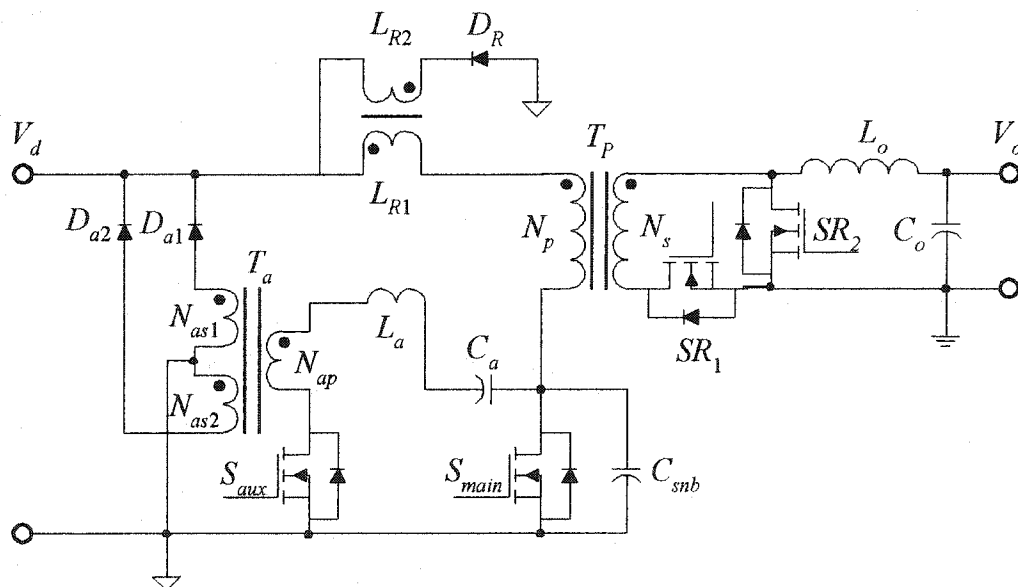 L_R2
D_R
V_d
T_P
L_o
V_o
D_a2
D_a1
L_R1
N_p
N_s
SR_2
C_o
T_a
N_as1
L_a
SR_1
N_ap
C_a
N_as2
S_aux
S_main
C_snb